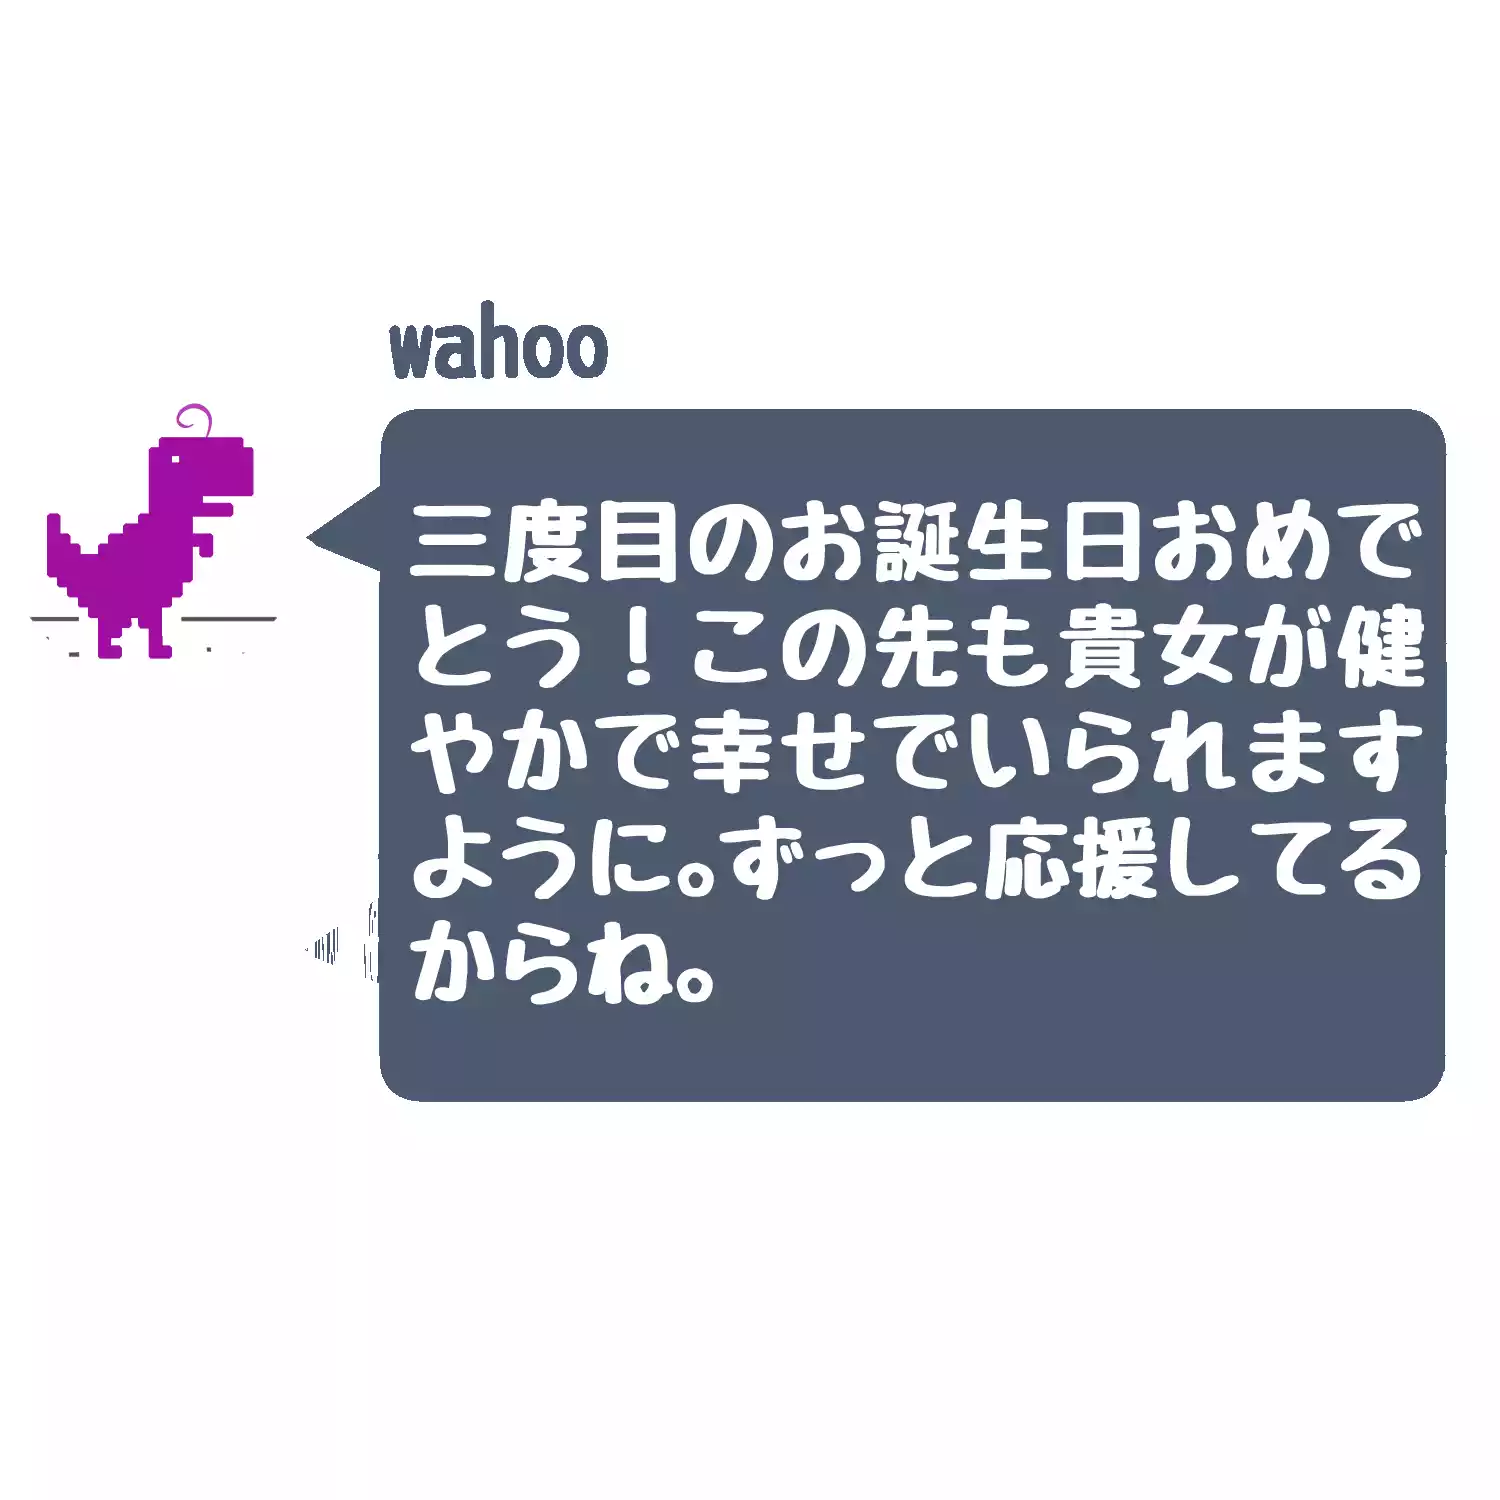 wahoo
三度目のお誕生日おめで
とう！この先も貴女が健
やかで幸せでいられます
ように。ずっと応援してる
からね。